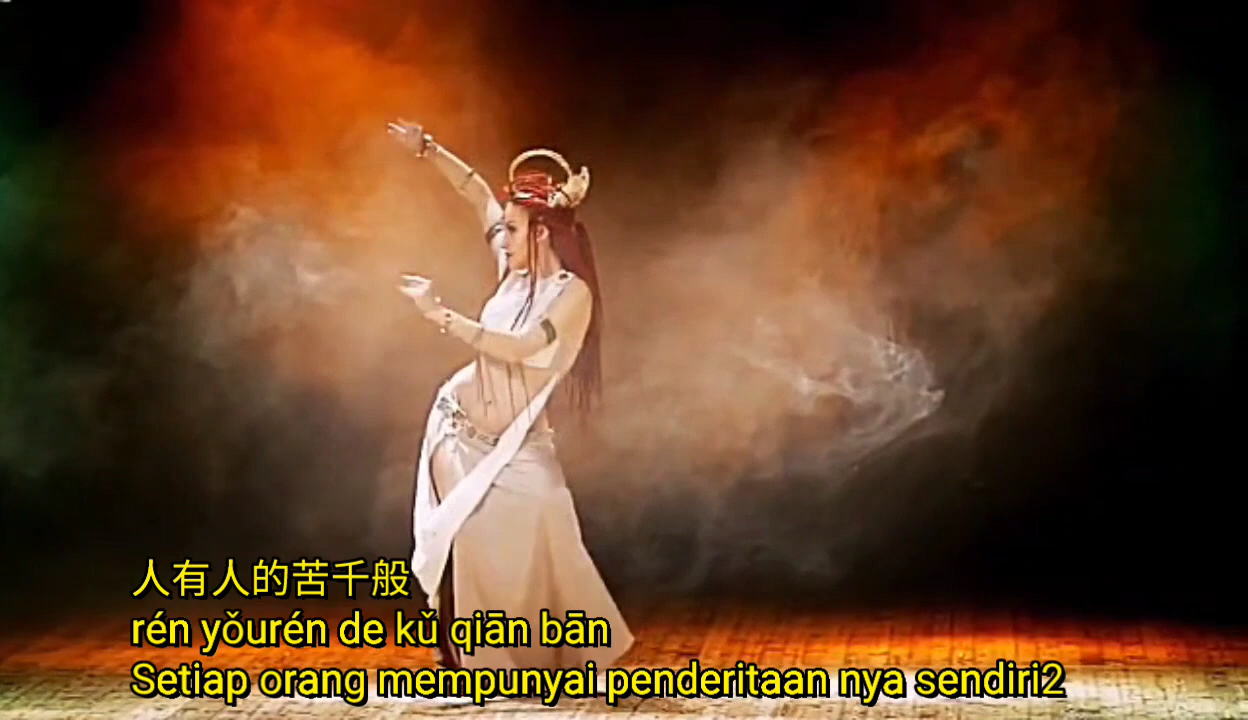 人有人的苦千般
rén yǒurén de kǔ qiān bān
Setiap orang mempunyai penderitaan nya sendiri2